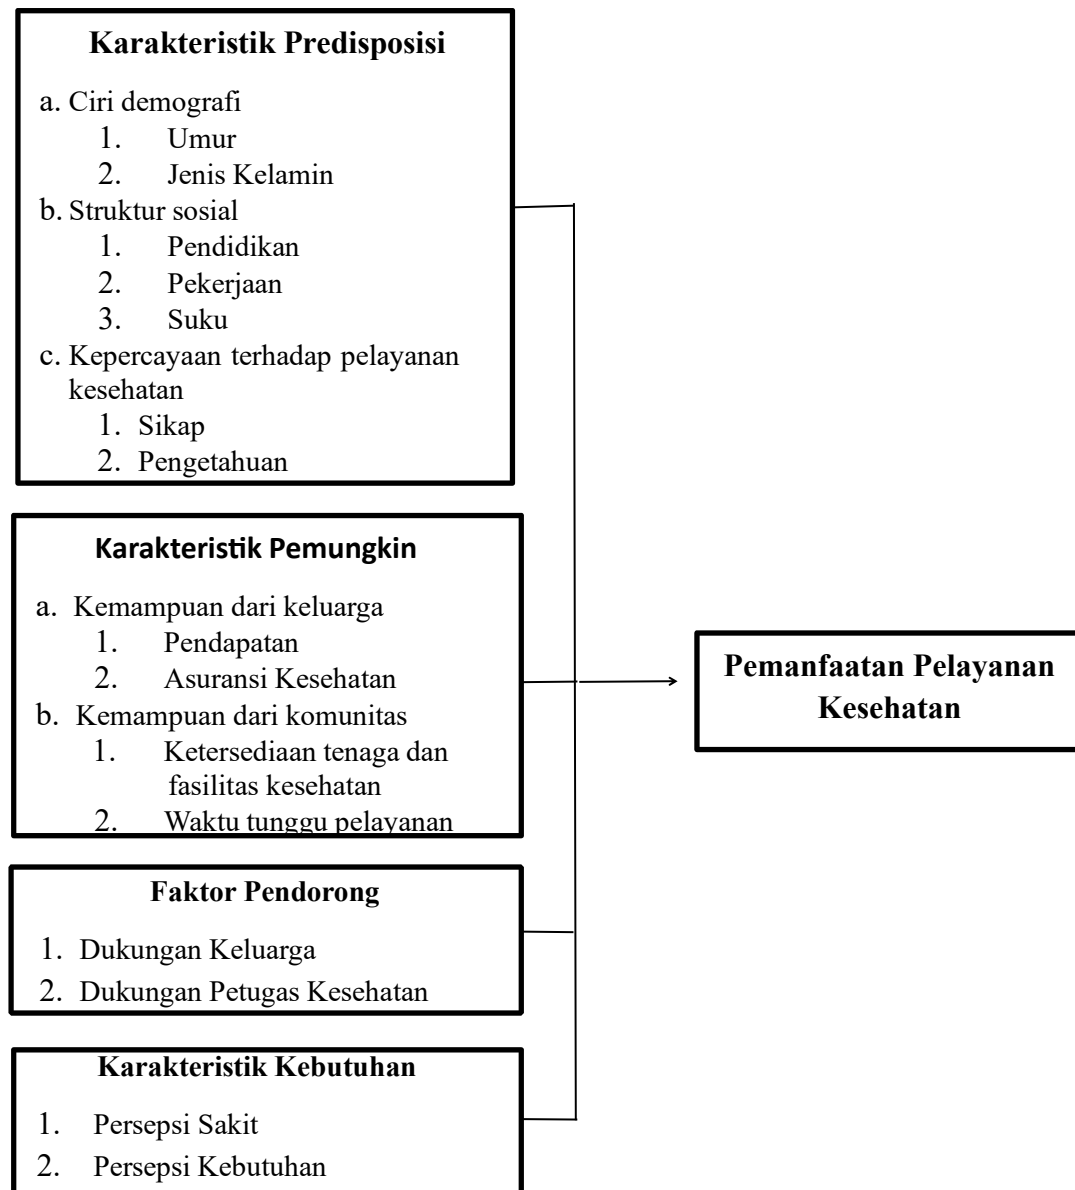 Karakteristik Predisposisi
a. Ciri demografi
1. Umur
2. Jenis Kelamin
b. Struktur sosial
1. Pendidikan
2. Pekerjaan
3. Suku
c. Kepercayaan terhadap pelayanan
kesehatan
1. Sikap
2. Pengetahuan
Karakteristik Pemungkin
a. Kemampuan dari keluarga
1. Pendapatan
2. Asuransi Kesehatan
b. Kemampuan dari komunitas
1. Ketersediaan tenaga dan
fasilitas kesehatan
2. Waktu tunggu pelayanan
Faktor Pendorong
1. Dukungan Keluarga
2. Dukungan Petugas Kesehatan
Karakteristik Kebutuhan
1. Persepsi Sakit
2. Persepsi Kebutuhan
Pemanfaatan Pelayanan
Kesehatan